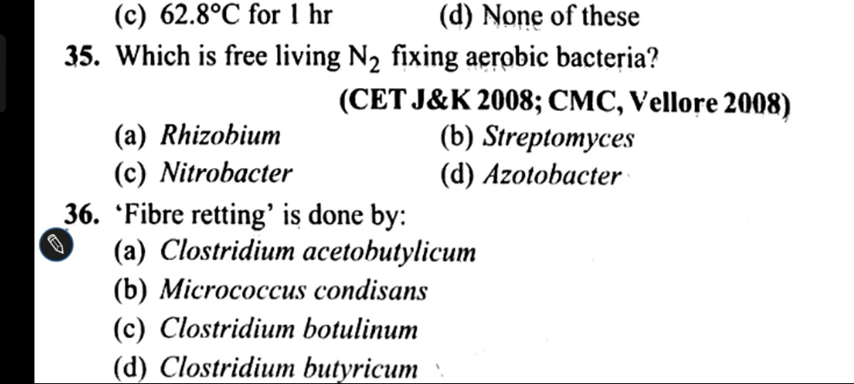 (c) 62.8°C for 1 hr (d) None of these
35. Which is free living N₂ fixing aerobic bacteria?
(CET J&K 2008; CMC, Vellore 2008)
(a) Rhizobium (b) Streptomyces
(c) Nitrobacter (d) Azotobacter
36. ‘Fibre retting’ is done by:
(a) Clostridium acetobutylicum
(b) Micrococcus condisans
(c) Clostridium botulinum
(d) Clostridium butyricum